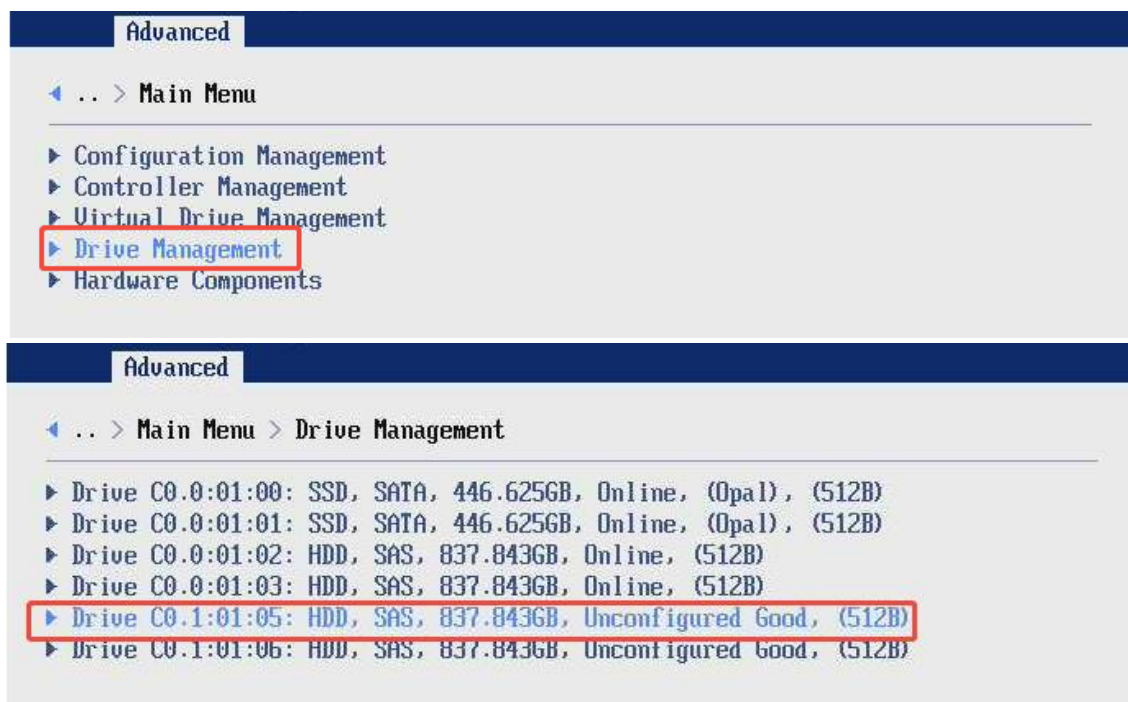 Advanced
.. > Main Menu
Configuration Management
Controller Management
Virtual Drive Management
Drive Management
Hardware Components
Advanced
.. > Main Menu > Drive Management
Drive C0.0:01:00: SSD, SATA, 446.625GB, Online, (Opal), (512B)
Drive C0.0:01:01: SSD, SATA, 446.625GB, Online, (Opal), (512B)
Drive C0.0:01:02: HDD, SAS, 837.843GB, Online, (512B)
Drive C0.0:01:03: HDD, SAS, 837.843GB, Online, (512B)
Drive C0.1:01:05: HDD, SAS, 837.843GB, Unconfigured Good, (512B)
Drive C0.1:01:06: HDD, SAS, 837.843GB, Unconfigured Good, (512B)